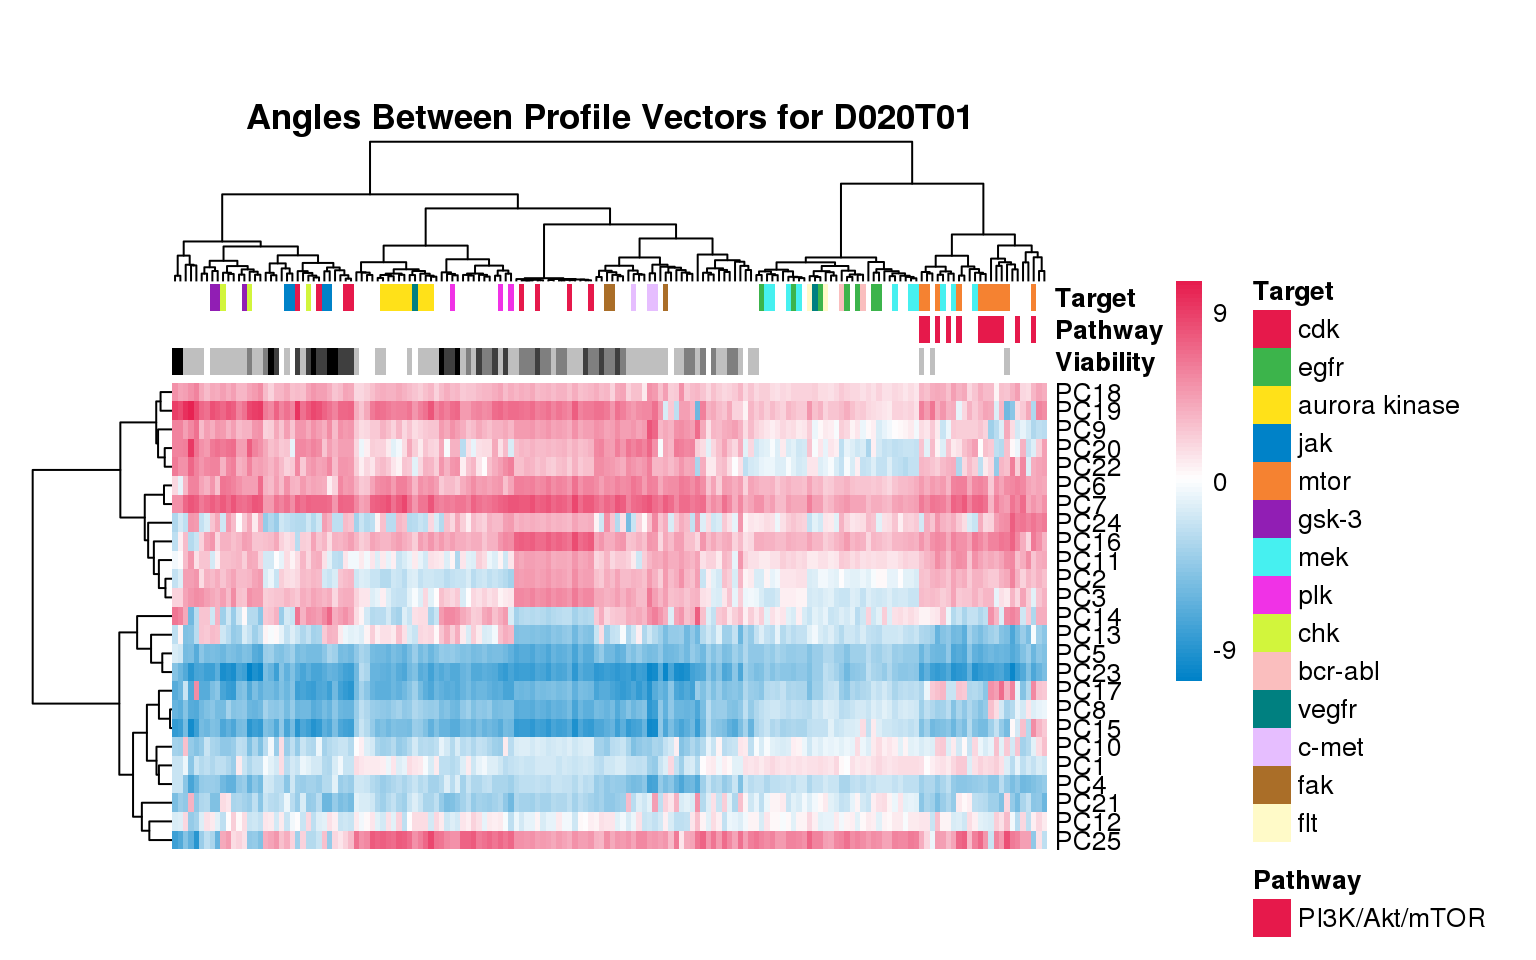 Angles Between Profile Vectors for D020T01
Target
Pathway
Viability
PC18
PC19
PC9
PC20
PC22
PC6
PC7
PC24
PC16
PC11
PC2
PC3
PC14
PC13
PC5
PC23
PC17
PC8
PC15
PC10
PC1
PC4
PC21
PC12
PC25
9
0
-9
Target
cdk
egfr
aurora kinase
jak
mtor
gsk-3
mek
plk
chk
bcr-abl
vegfr
c-met
fak
flt
Pathway
PI3K/Akt/mTOR